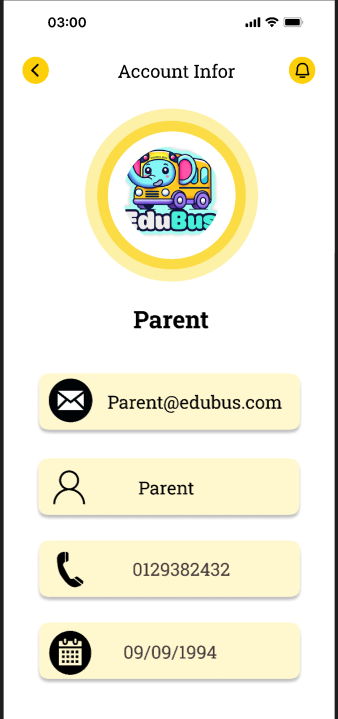 03:00
Account Infor
EduBus
Parent
Parent@edubus.com
Parent
0129382432
09/09/1994